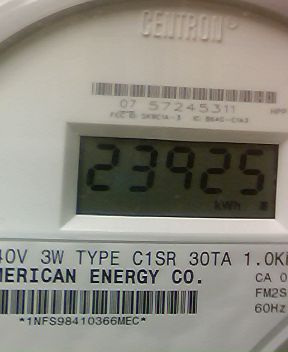 CENTRON®
07 57245311
23925
kWh
40V 3W TYPE C1SR 30TA 1.0K
MERICAN ENERGY CO.
CA 0
FM2S
60Hz
*1NFS98410366MEC*